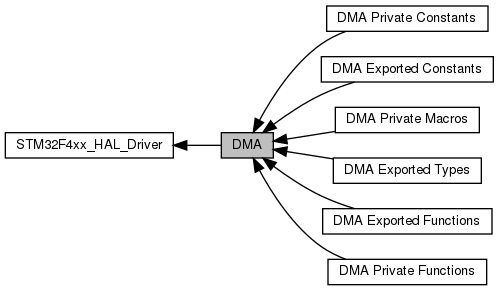 DMA Private Constants
DMA Exported Constants
DMA Private Macros
STM32F4xx_HAL_Driver
DMA
DMA Exported Types
DMA Exported Functions
DMA Private Functions